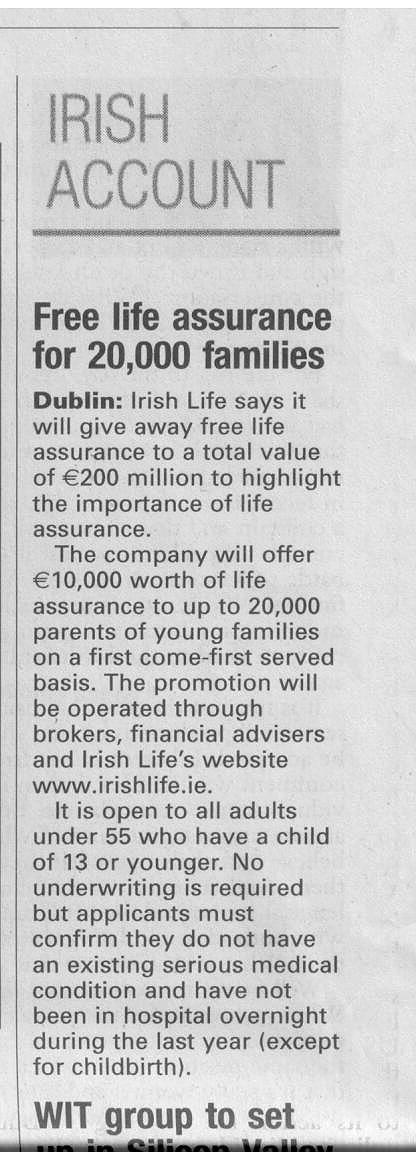 IRISH
ACCOUNT
Free life assurance
for 20,000 families
Dublin: Irish Life says it
will give away free life
assurance to a total value
of €200 million to highlight
the importance of life
assurance.
The company will offer
€10,000 worth of life
assurance to up to 20,000
parents of young families
on a first come-first served
basis. The promotion will
be operated through
brokers, financial advisers
and Irish Life's website
www.irishlife.ie.
It is open to all adults
under 55 who have a child
of 13 or younger. No
underwriting is required
but applicants must
confirm they do not have
an existing serious medical
condition and have not
been in hospital overnight
during the last year (except
for childbirth).
WIT group to set
up in Silicon Valley